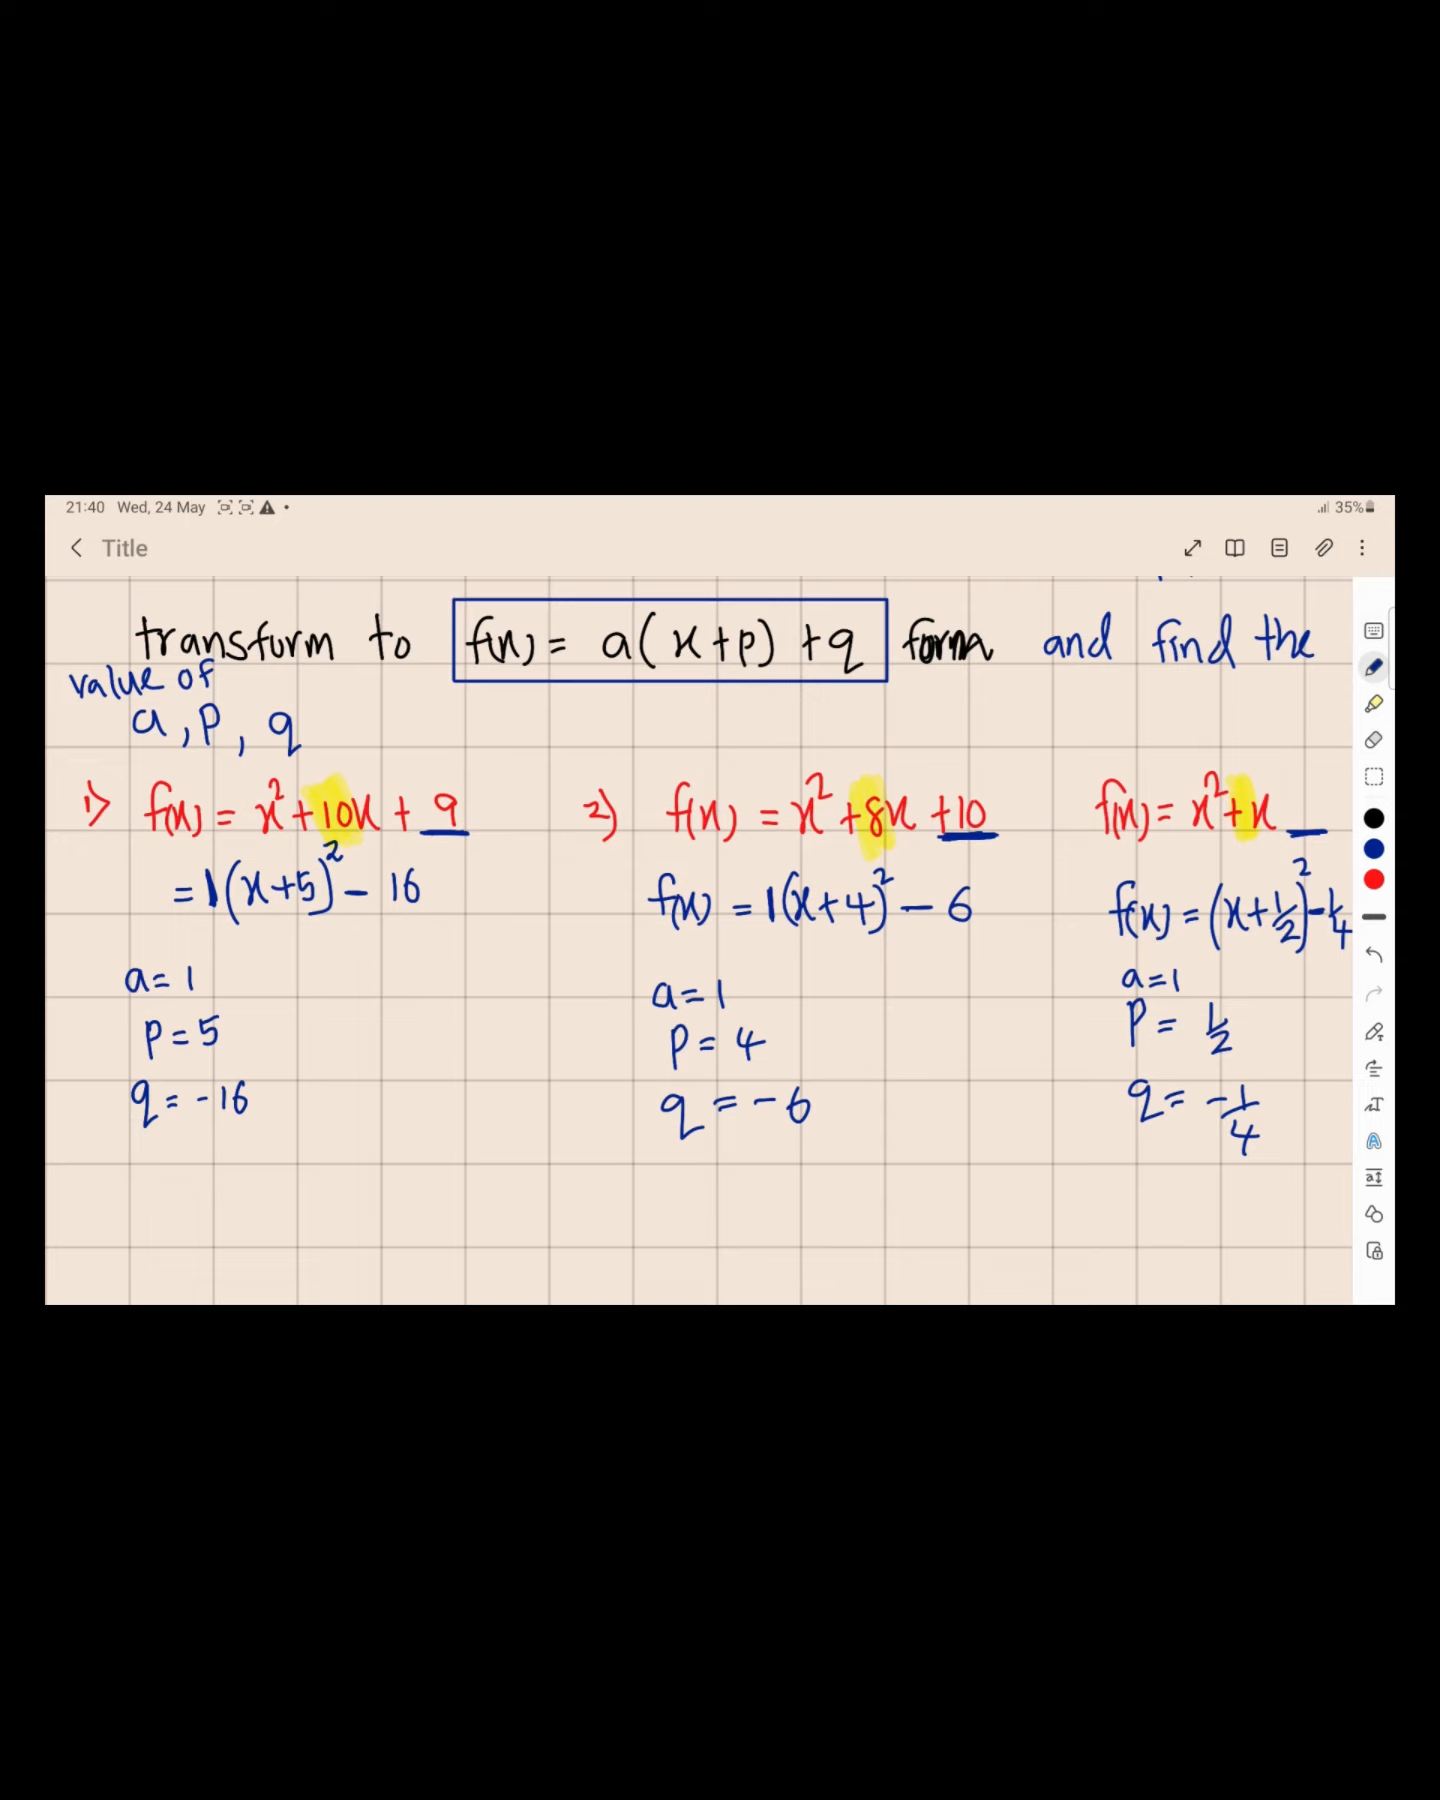 21:40 Wed, 24 May 35%
Title
transform to f(x) = a(x+p) + q form and find the
value of
a, p, q
1) f(x) = x² + 10x + 9
= 1(x+5)² - 16
a = 1
p = 5
q = -16
2) f(x) = x² + 8x + 10
f(x) = 1(x+4)² - 6
a = 1
p = 4
q = -6
f(x) = x² + x __
f(x) = (x + 1/2)² - 1/4
a = 1
p = 1/2
q = -1/4